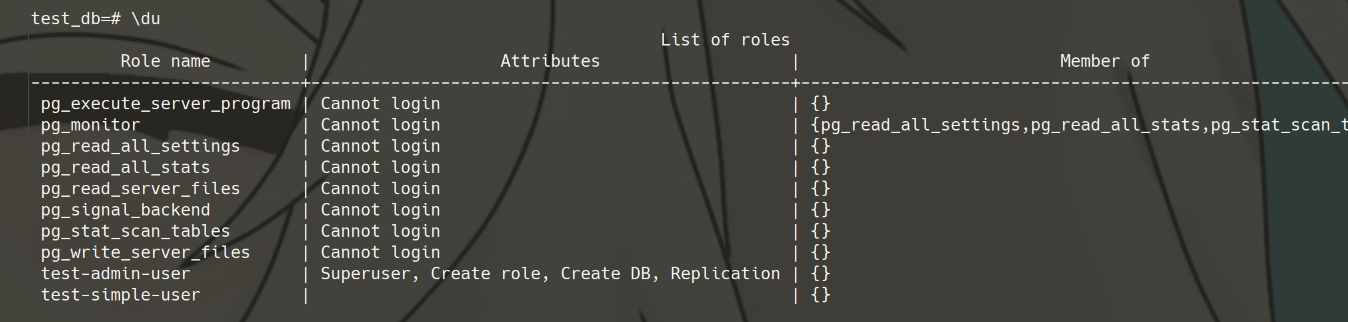 test_db=# \du
List of roles
Role name | Attributes | Member of
---------------------------+----------------------------------------------+------------------------------------------------------
pg_execute_server_program | Cannot login | {}
pg_monitor | Cannot login | {pg_read_all_settings,pg_read_all_stats,pg_stat_scan_t
pg_read_all_settings | Cannot login | {}
pg_read_all_stats | Cannot login | {}
pg_read_server_files | Cannot login | {}
pg_signal_backend | Cannot login | {}
pg_stat_scan_tables | Cannot login | {}
pg_write_server_files | Cannot login | {}
test-admin-user | Superuser, Create role, Create DB, Replication | {}
test-simple-user | | {}